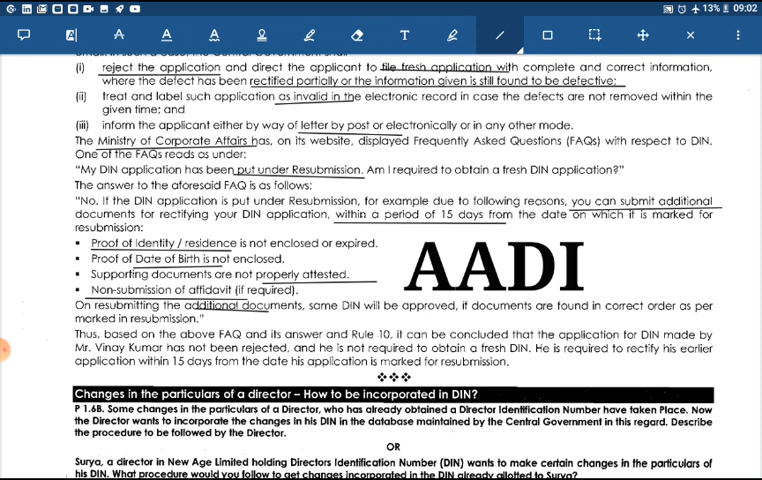 13% 09:02
(i) reject the application and direct the applicant to file fresh application with complete and correct information,
where the defect has been rectified partially or the information given is still found to be defective;
(ii) treat and label such application as invalid in the electronic record in case the defects are not removed within the
given time; and
(iii) inform the applicant either by way of letter by post or electronically or in any other mode.
The Ministry of Corporate Affairs has, on its website, displayed Frequently Asked Questions (FAQs) with respect to DIN.
One of the FAQs reads as under:
"My DIN application has been put under Resubmission. Am I required to obtain a fresh DIN application?"
The answer to the aforesaid FAQ is as follows:
"No. If the DIN application is put under Resubmission, for example due to following reasons, you can submit additional
documents for rectifying your DIN application, within a period of 15 days from the date on which it is marked for
resubmission:
▪ Proof of Identity / residence is not enclosed or expired.
▪ Proof of Date of Birth is not enclosed.
▪ Supporting documents are not properly attested.
▪ Non-submission of affidavit (if required).
AADI
On resubmitting the additional documents, same DIN will be approved, if documents are found in correct order as per
marked in resubmission."
Thus, based on the above FAQ and its answer and Rule 10, it can be concluded that the application for DIN made by
Mr. Vinay Kumar has not been rejected, and he is not required to obtain a fresh DIN. He is required to rectify his earlier
application within 15 days from the date his application is marked for resubmission.
Changes in the particulars of a director – How to be incorporated in DIN?
P 1.6B. Some changes in the particulars of a Director, who has already obtained a Director Identification Number have taken Place. Now
the Director wants to incorporate the changes in his DIN in the database maintained by the Central Government in this regard. Describe
the procedure to be followed by the Director.
OR
Surya, a director in New Age Limited holding Directors Identification Number (DIN) wants to make certain changes in the particulars of
his DIN. What procedure would you follow to get changes incorporated in the DIN already allotted to Surya?